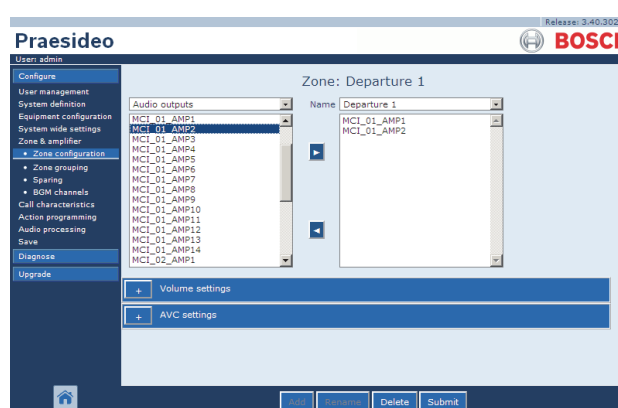 Release: 3.40.302
Praesideo
BOSCH
User: admin
Configure
User management
System definition
Equipment configuration
System wide settings
Zone & amplifier
• Zone configuration
• Zone grouping
• Sparing
• BGM channels
Call characteristics
Action programming
Audio processing
Save
Diagnose
Upgrade
Zone: Departure 1
Audio outputs
MCI_01_AMP1
MCI_01_AMP2
MCI_01_AMP3
MCI_01_AMP4
MCI_01_AMP5
MCI_01_AMP6
MCI_01_AMP7
MCI_01_AMP8
MCI_01_AMP9
MCI_01_AMP10
MCI_01_AMP11
MCI_01_AMP12
MCI_01_AMP13
MCI_01_AMP14
MCI_02_AMP1
Name Departure 1
MCI_01_AMP1
MCI_01_AMP2
+ Volume settings
+ AVC settings
Add Rename Delete Submit